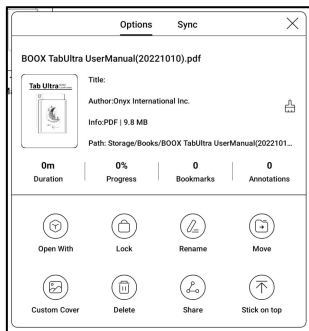 Options Sync
BOOX TabUltra UserManual(20221010).pdf
Tab Ultra
Title:
Author:Onyx International Inc.
Info:PDF | 9.8 MB
Path: Storage/Books/BOOX TabUltra UserManual(2022101...
0m 0% 0 0
Duration Progress Bookmarks Annotations
Open With Lock Rename Move
Custom Cover Delete Share Stick on top